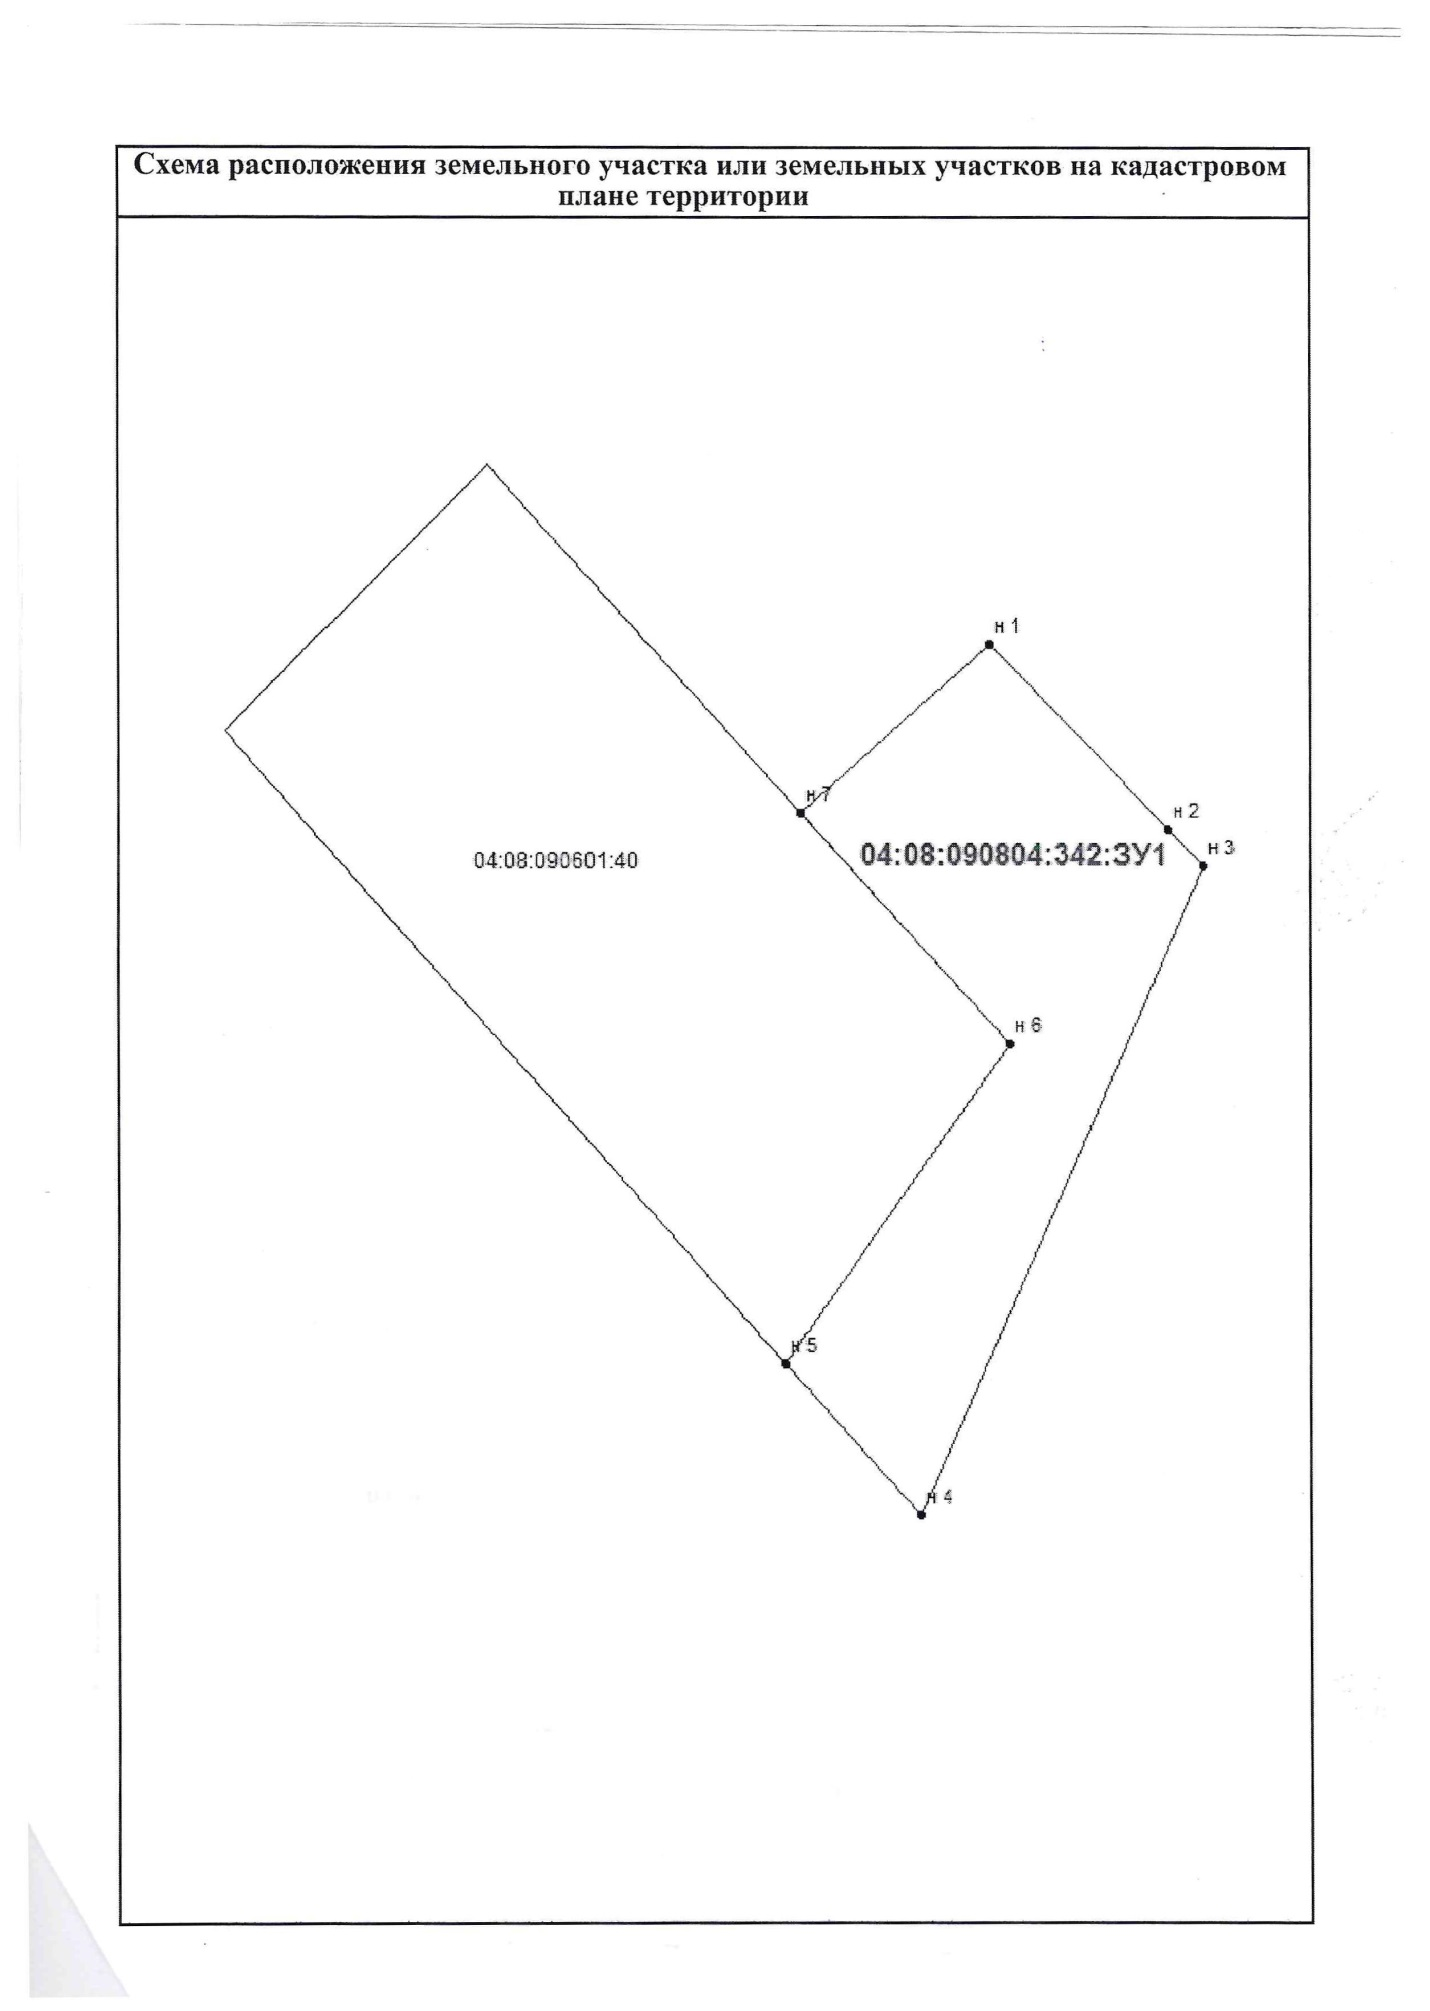 Схема расположения земельного участка или земельных участков на кадастровом
плане территории
н 1
н 7
н 2
04:08:090601:40
04:08:090804:342:ЗУ1
н 3
н 6
н 5
н 4